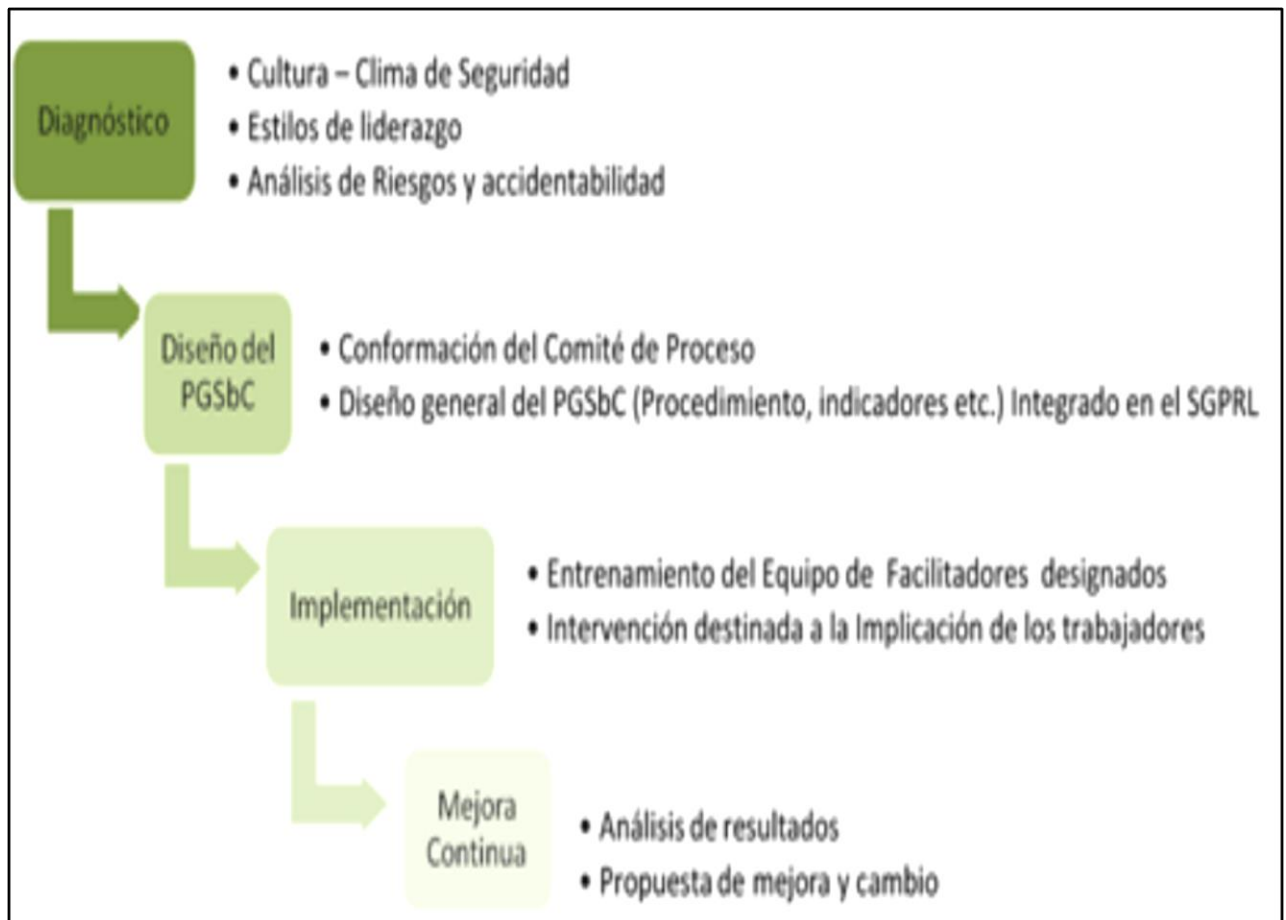 Diagnóstico
• Cultura – Clima de Seguridad
• Estilos de liderazgo
• Análisis de Riesgos y accidentabilidad
Diseño del
PGSbC
• Conformación del Comité de Proceso
• Diseño general del PGSbC (Procedimiento, indicadores etc.) Integrado en el SGPRL
Implementación
• Entrenamiento del Equipo de Facilitadores designados
• Intervención destinada a la Implicación de los trabajadores
Mejora
Continua
• Análisis de resultados
• Propuesta de mejora y cambio